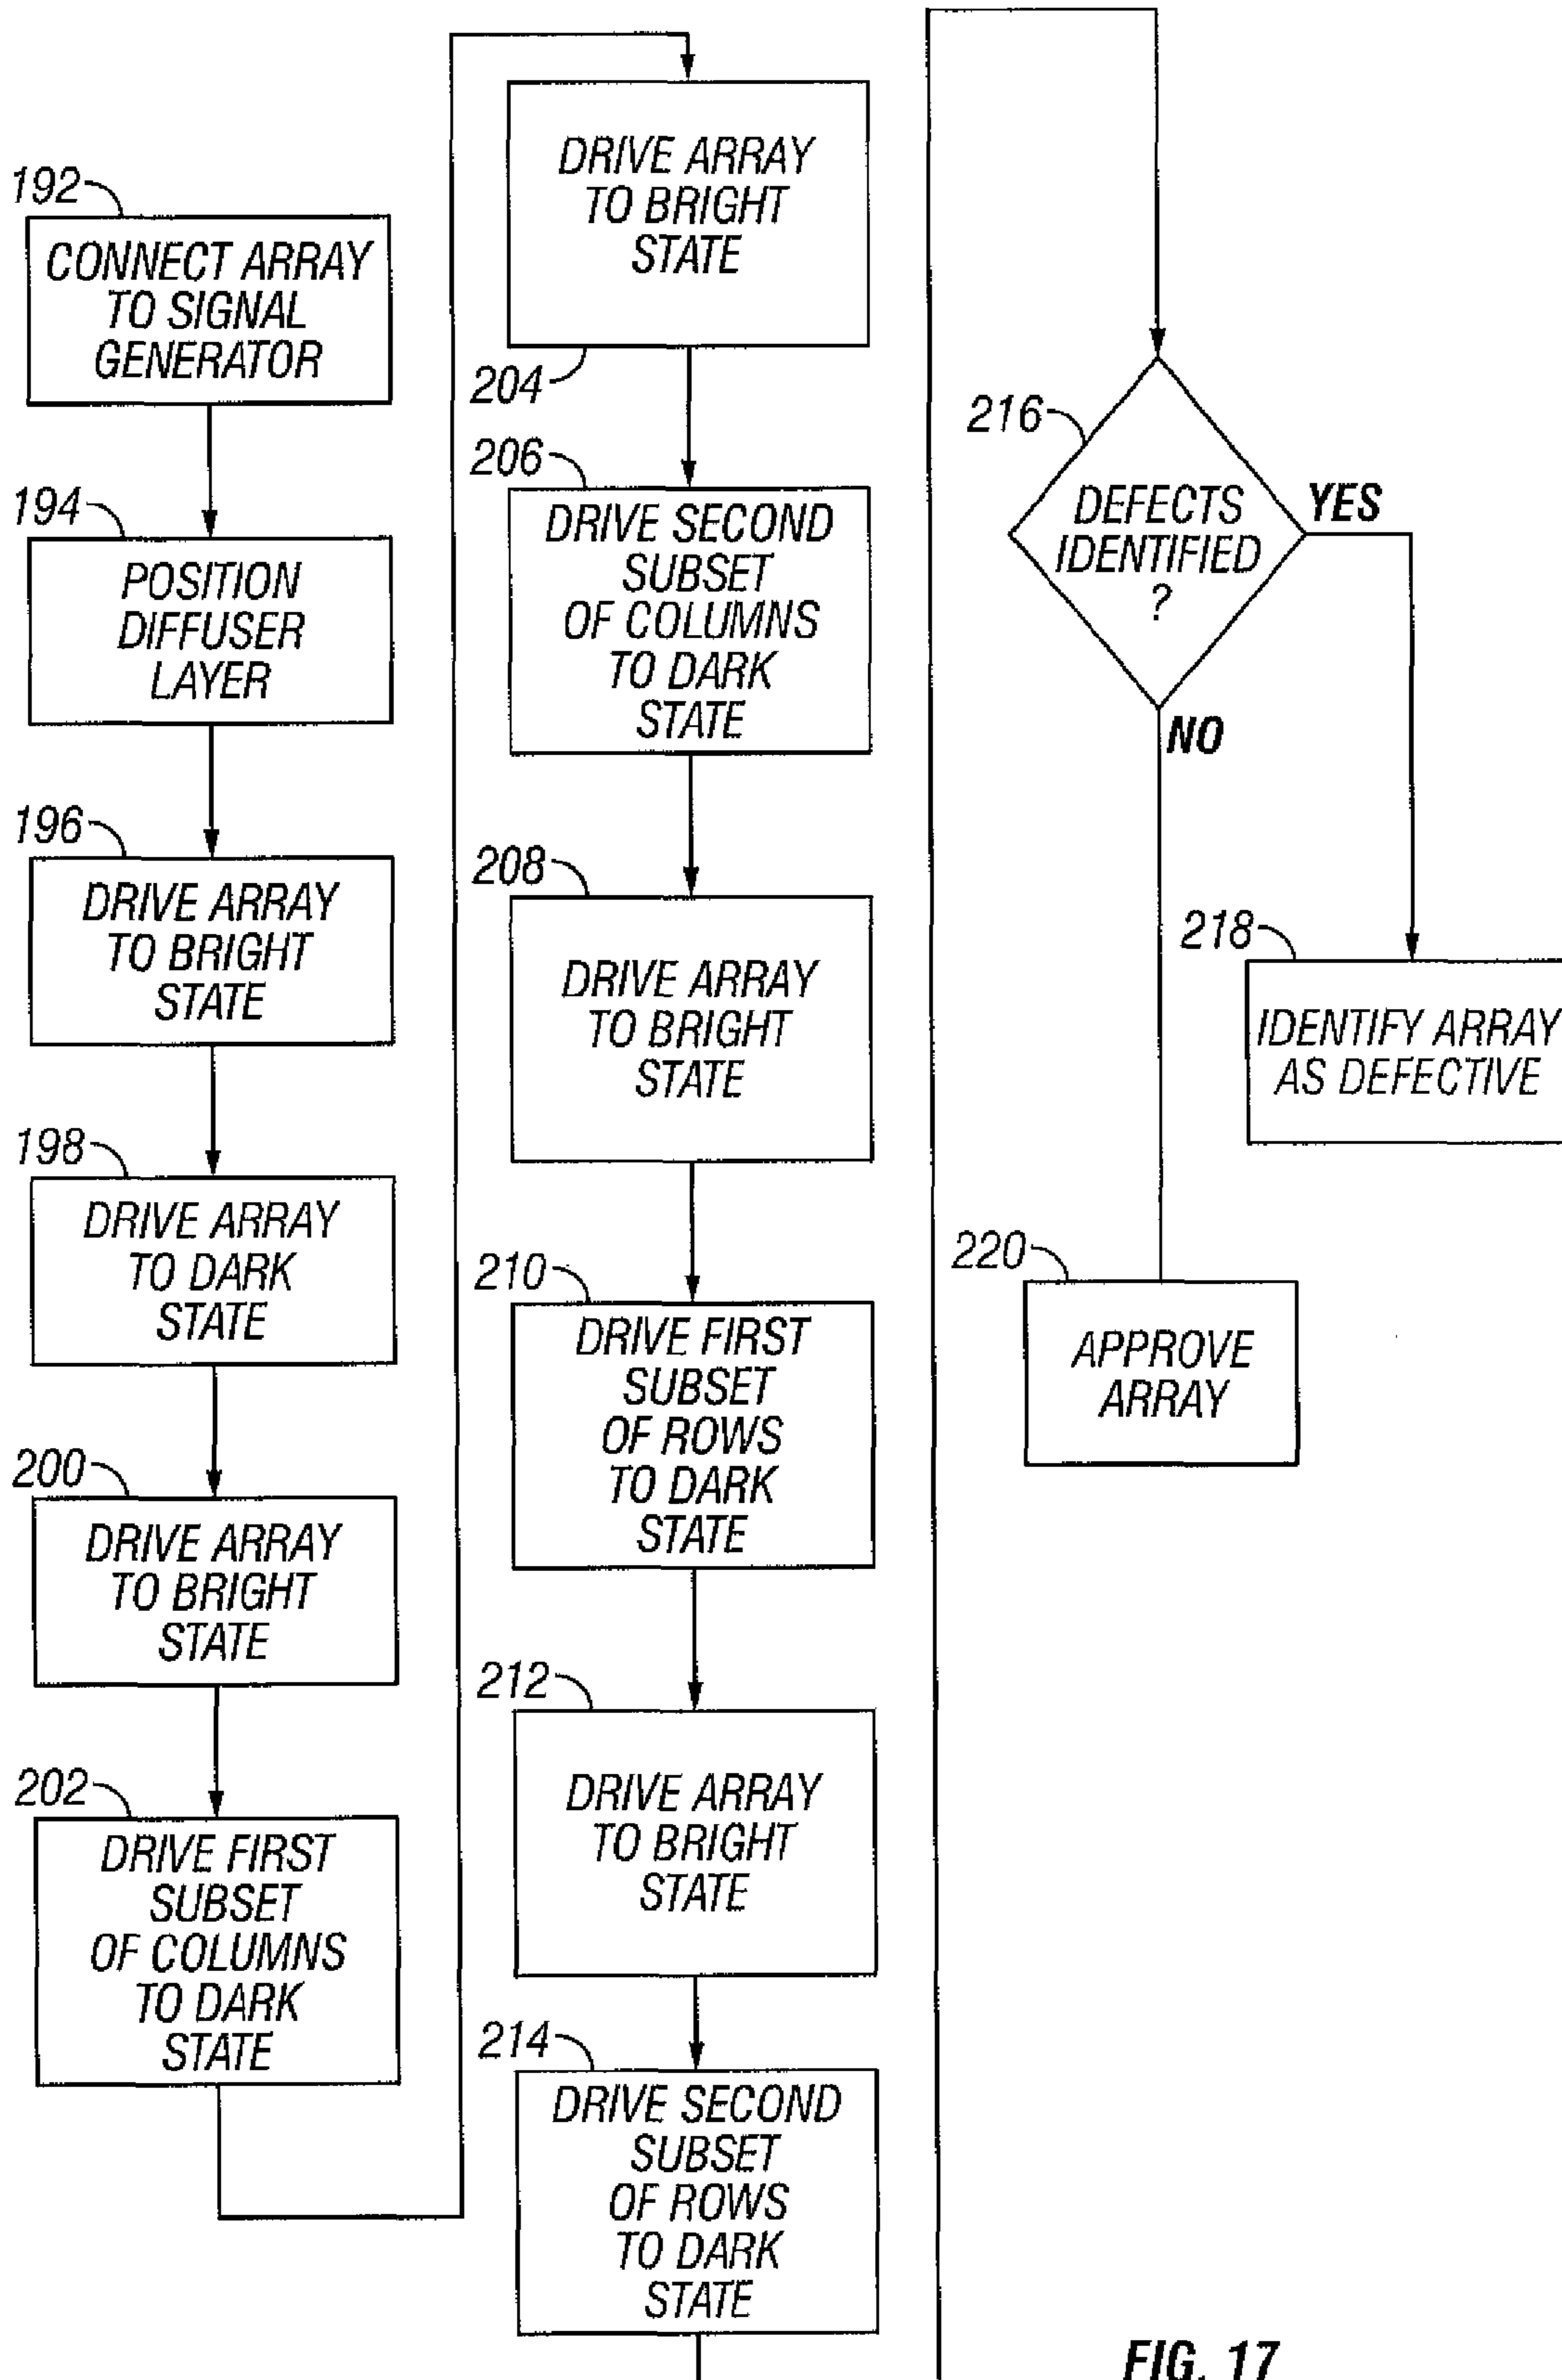 192
CONNECT ARRAY
TO SIGNAL
GENERATOR
194
POSITION
DIFFUSER
LAYER
196
DRIVE ARRAY
TO BRIGHT
STATE
198
DRIVE ARRAY
TO DARK
STATE
200
DRIVE ARRAY
TO BRIGHT
STATE
202
DRIVE FIRST
SUBSET
OF COLUMNS
TO DARK
STATE
DRIVE ARRAY
TO BRIGHT
STATE
204
206
DRIVE SECOND
SUBSET
OF COLUMNS
TO DARK
STATE
208
DRIVE ARRAY
TO BRIGHT
STATE
210
DRIVE FIRST
SUBSET
OF ROWS
TO DARK
STATE
212
DRIVE ARRAY
TO BRIGHT
STATE
214
DRIVE SECOND
SUBSET
OF ROWS
TO DARK
STATE
216
DEFECTS
IDENTIFIED
?
YES
NO
218
IDENTIFY ARRAY
AS DEFECTIVE
220
APPROVE
ARRAY
FIG. 17